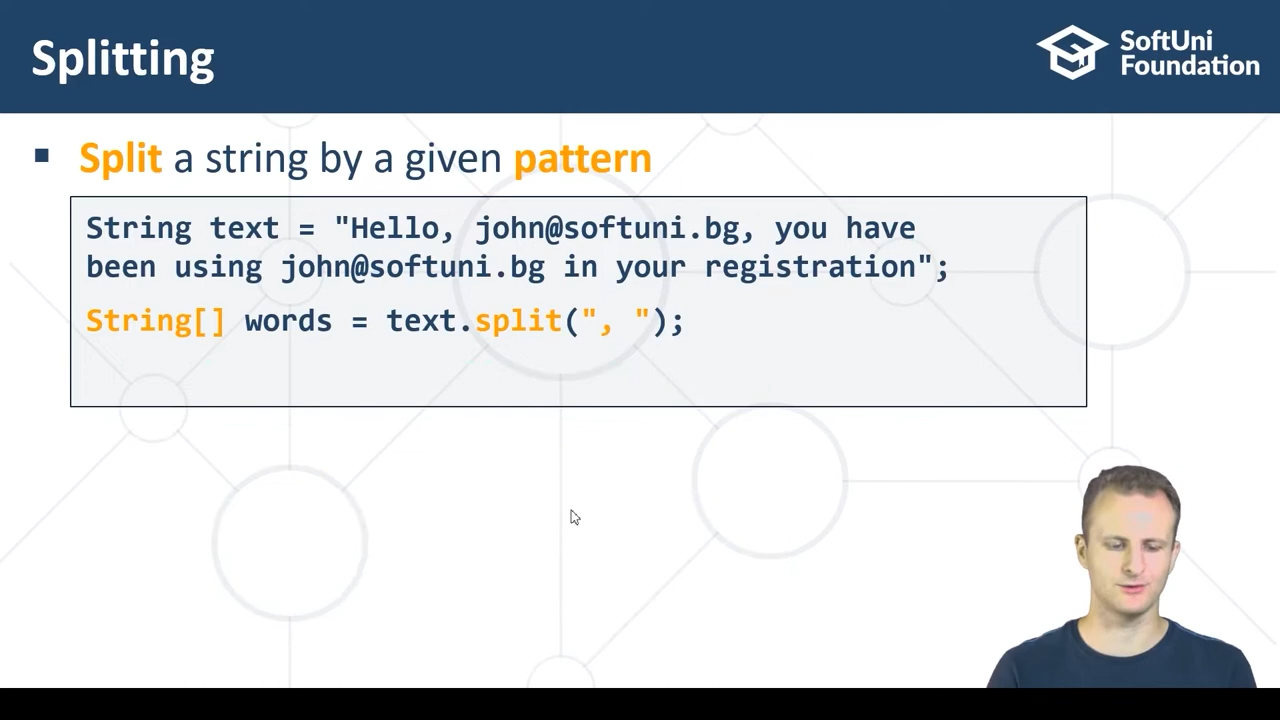 Splitting
SoftUni
Foundation
▪ Split a string by a given pattern
String text = "Hello, john@softuni.bg, you have
been using john@softuni.bg in your registration";
String[] words = text.split(", ");